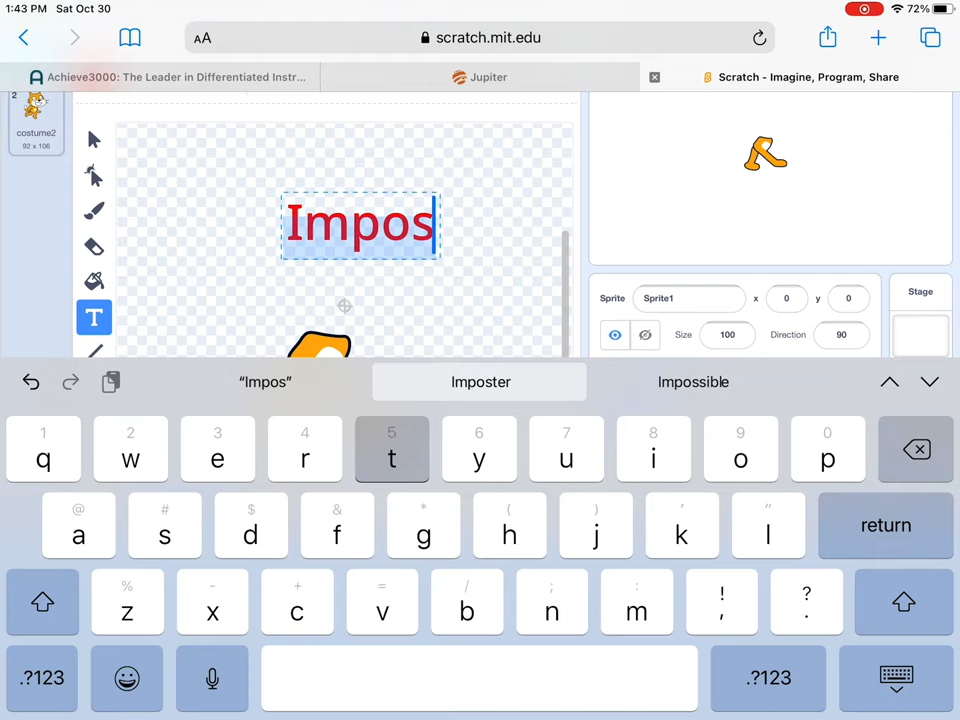 1:43 PM Sat Oct 30
72%
AA
scratch.mit.edu
Achieve3000: The Leader in Differentiated Instr...
Jupiter
Scratch - Imagine, Program, Share
2
costume2
92 x 106
T
Impos
Sprite
Sprite1
x
0
y
0
Size
100
Direction
90
Stage
“Impos”
Imposter
Impossible
1 2 3 4 5 6 7 8 9 0
q w e r t y u i o p
@ # $ & * ( ) ' "
a s d f g h j k l
return
% - + = / ; : ! ?
z x c v b n m , .
.?123
.?123